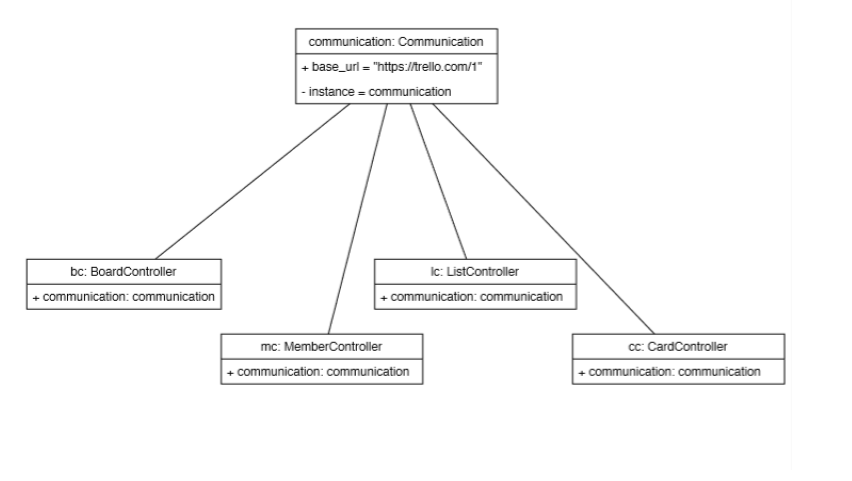 communication: Communication
+ base_url = "https://trello.com/1"
- instance = communication
bc: BoardController
+ communication: communication
lc: ListController
+ communication: communication
mc: MemberController
+ communication: communication
cc: CardController
+ communication: communication